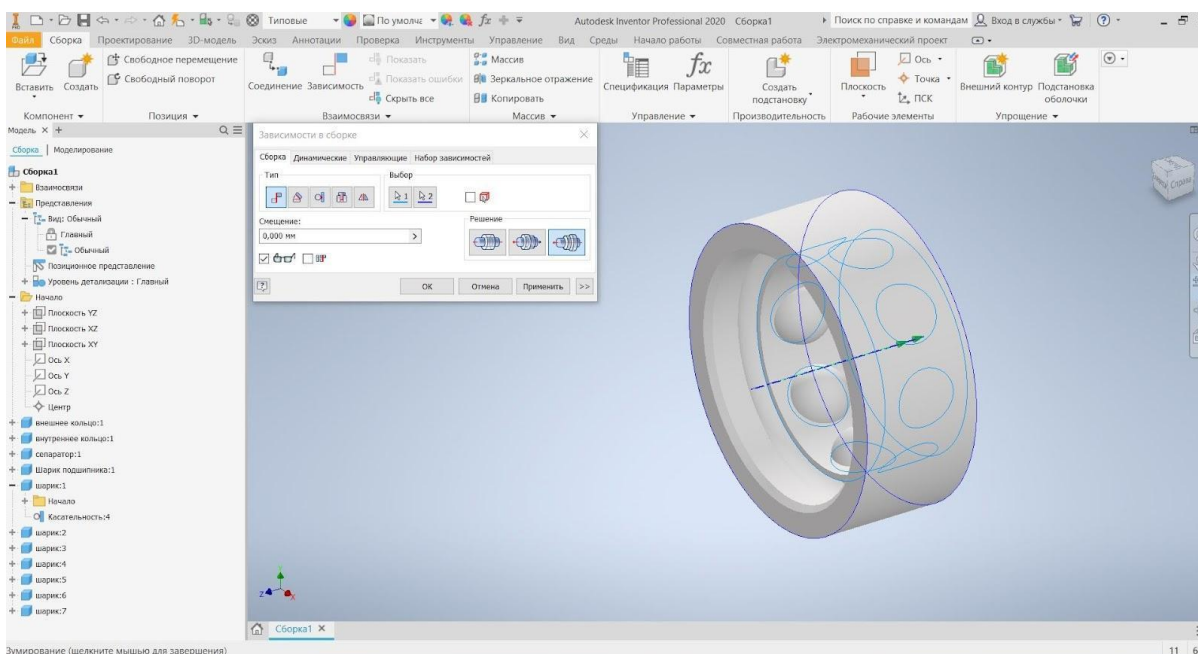 Типовые
По умолча
fx
Autodesk Inventor Professional 2020 Сборка1
Поиск по справке и командам
Вход в службы
Файл Сборка Проектирование 3D-модель Эскиз Аннотации Проверка Инструменты Управление Вид Среды Начало работы Совместная работа Электромеханический проект
Вставить
Создать
Свободное перемещение
Свободный поворот
Компонент
Позиция
Соединение
Зависимость
Показать
Показать ошибки
Скрыть все
Взаимосвязи
Массив
Зеркальное отражение
Копировать
Массив
Спецификация
fx
Параметры
Управление
Создать
подстановку
Производительность
Плоскость
Ось
Точка
ПСК
Рабочие элементы
Внешний контур
Подстановка
оболочки
Упрощение
Модель × +
Сборка | Моделирование
Сборка1
Взаимосвязи
Представления
Вид: Обычный
Главный
Обычный
Позиционное представление
Уровень детализации : Главный
Начало
Плоскость YZ
Плоскость XZ
Плоскость XY
Ось X
Ось Y
Ось Z
Центр
внешнее кольцо:1
внутреннее кольцо:1
сепаратор:1
Шарик подшипника:1
шарик:1
Начало
Касательность:4
шарик:2
шарик:3
шарик:4
шарик:5
шарик:6
шарик:7
Зависимости в сборке
Сборка Динамические Управляющие Набор зависимостей
Тип
Выбор
1 2
Смещение:
0,000 мм
Решение
ОК Отмена Применить >>
Z Y X
Сборка1 ×
Зумирование (щелкните мышью для завершения)
11 6